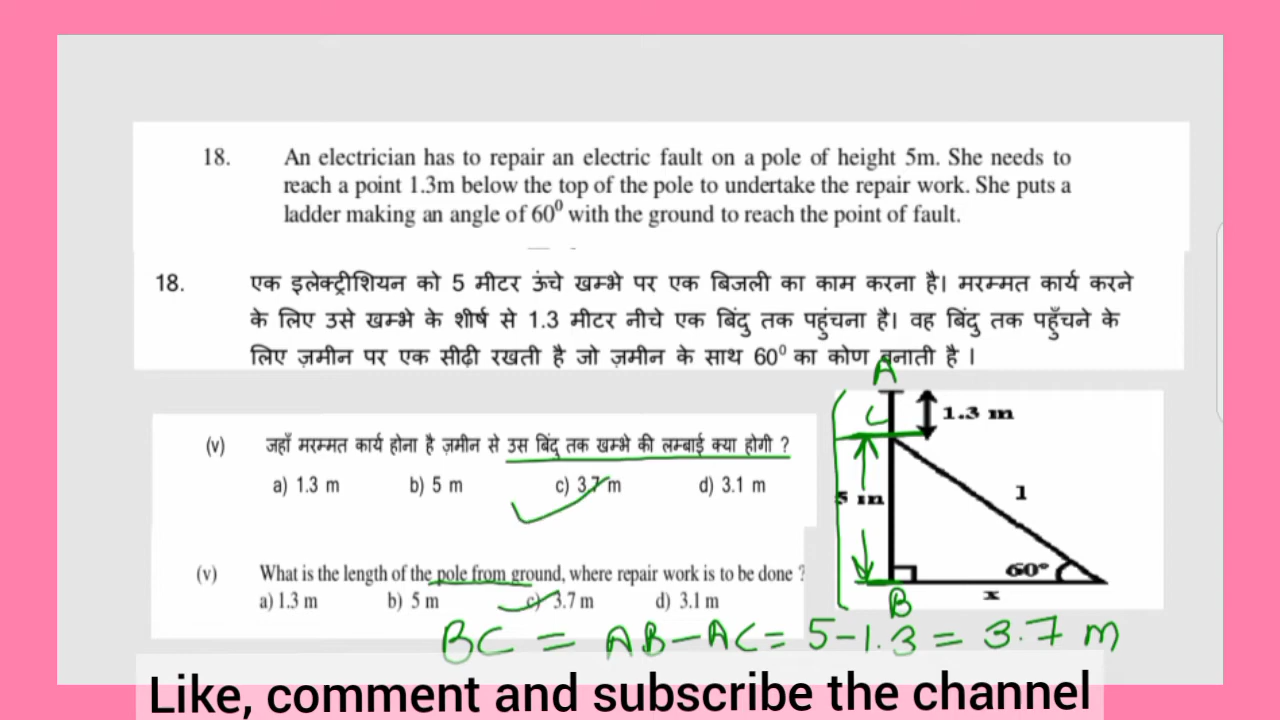 18. An electrician has to repair an electric fault on a pole of height 5m. She needs to
reach a point 1.3m below the top of the pole to undertake the repair work. She puts a
ladder making an angle of 60⁰ with the ground to reach the point of fault.
18. एक इलेक्ट्रीशियन को 5 मीटर ऊंचे खम्भे पर एक बिजली का काम करना है। मरम्मत कार्य करने
के लिए उसे खम्भे के शीर्ष से 1.3 मीटर नीचे एक बिंदु तक पहुंचना है। वह बिंदु तक पहुँचने के
लिए ज़मीन पर एक सीढ़ी रखती है जो ज़मीन के साथ 60⁰ का कोण बनाती है ।
A
C
1.3 m
(v) जहाँ मरम्मत कार्य होना है ज़मीन से उस बिंदु तक खम्भे की लम्बाई क्या होगी ?
a) 1.3 m b) 5 m c) 3.7 m d) 3.1 m
5 m
1
60°
x
B
(v) What is the length of the pole from ground, where repair work is to be done ?
a) 1.3 m b) 5 m c) 3.7 m d) 3.1 m
BC = AB - AC = 5 - 1.3 = 3.7 m
Like, comment and subscribe the channel